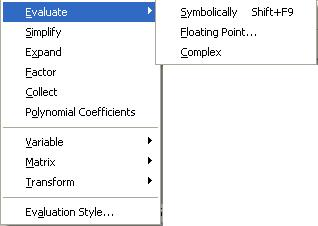 Evaluate
Simplify
Expand
Factor
Collect
Polynomial Coefficients
Variable
Matrix
Transform
Evaluation Style...
Symbolically Shift+F9
Floating Point...
Complex